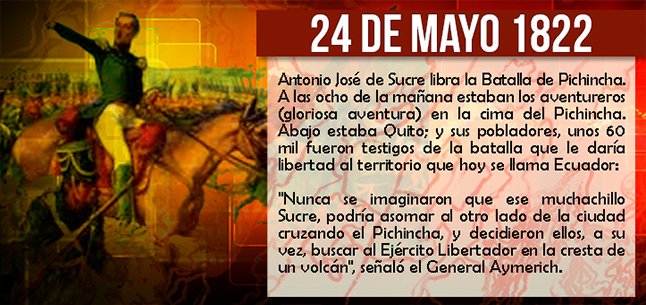 24 DE MAYO 1822
Antonio José de Sucre libra la Batalla de Pichincha.
A las ocho de la mañana estaban los aventureros
(gloriosa aventura) en la cima del Pichincha.
Abajo estaba Quito; y sus pobladores, unos 60
mil fueron testigos de la batalla que le daría
libertad al territorio que hoy se llama Ecuador:
"Nunca se imaginaron que ese muchachillo
Sucre, podría asomar al otro lado de la ciudad
cruzando el Pichincha, y decidieron ellos, a su
vez, buscar al Ejército Libertador en la cresta de
un volcán", señaló el General Aymerich.